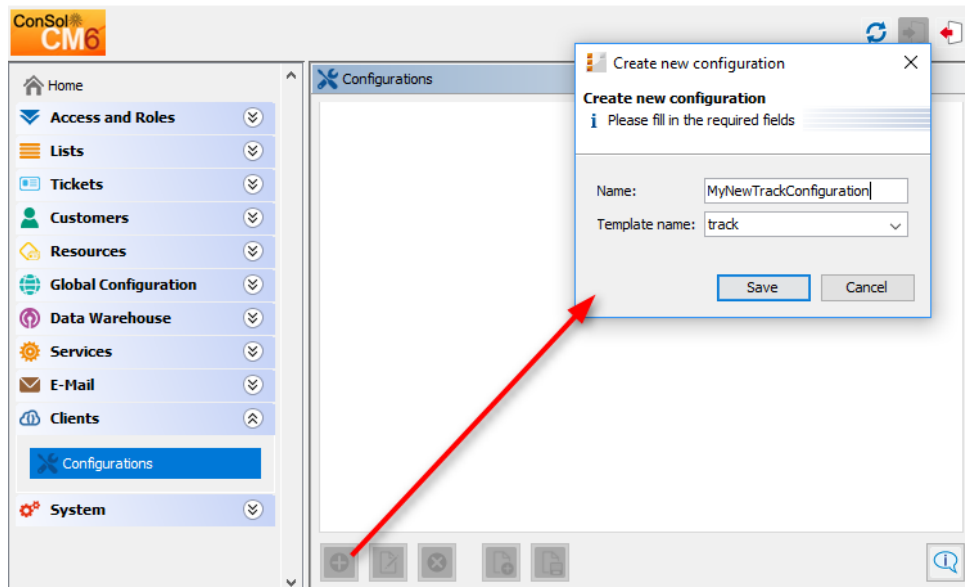 ConSol
CM6
Home
Access and Roles
Lists
Tickets
Customers
Resources
Global Configuration
Data Warehouse
Services
E-Mail
Clients
Configurations
System
Configurations
Create new configuration
Create new configuration
Please fill in the required fields
Name: MyNewTrackConfiguration
Template name: track
Save Cancel